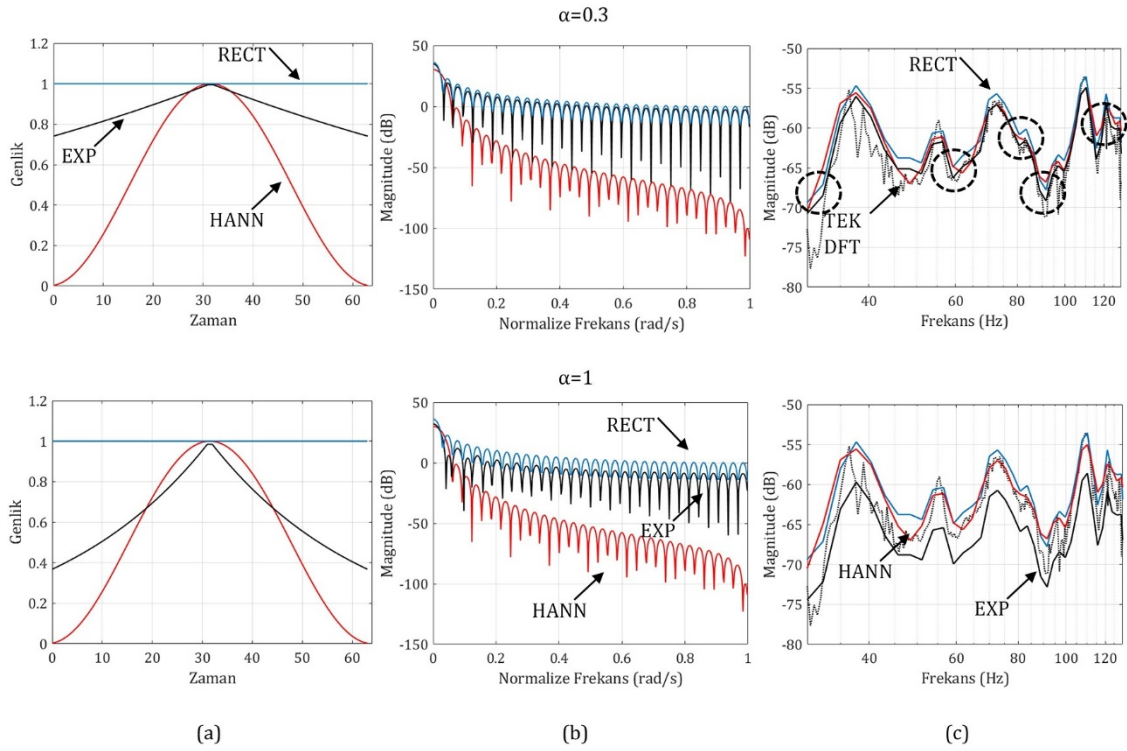 α=0.3
1.2
1
0.8
0.6
0.4
0.2
0
0 10 20 30 40 50 60
Genlik
Zaman
RECT
EXP
HANN
50
0
-50
-100
-150
0 0.2 0.4 0.6 0.8 1
Magnitude (dB)
Normalize Frekans (rad/s)
-50
-55
-60
-65
-70
-75
-80
40 60 80 100 120
Magnitude (dB)
Frekans (Hz)
RECT
TEK
DFT
α=1
1.2
1
0.8
0.6
0.4
0.2
0
0 10 20 30 40 50 60
Genlik
Zaman
50
0
-50
-100
-150
0 0.2 0.4 0.6 0.8 1
Magnitude (dB)
Normalize Frekans (rad/s)
RECT
EXP
HANN
-50
-55
-60
-65
-70
-75
-80
40 60 80 100 120
Magnitude (dB)
Frekans (Hz)
HANN
EXP
(a) (b) (c)